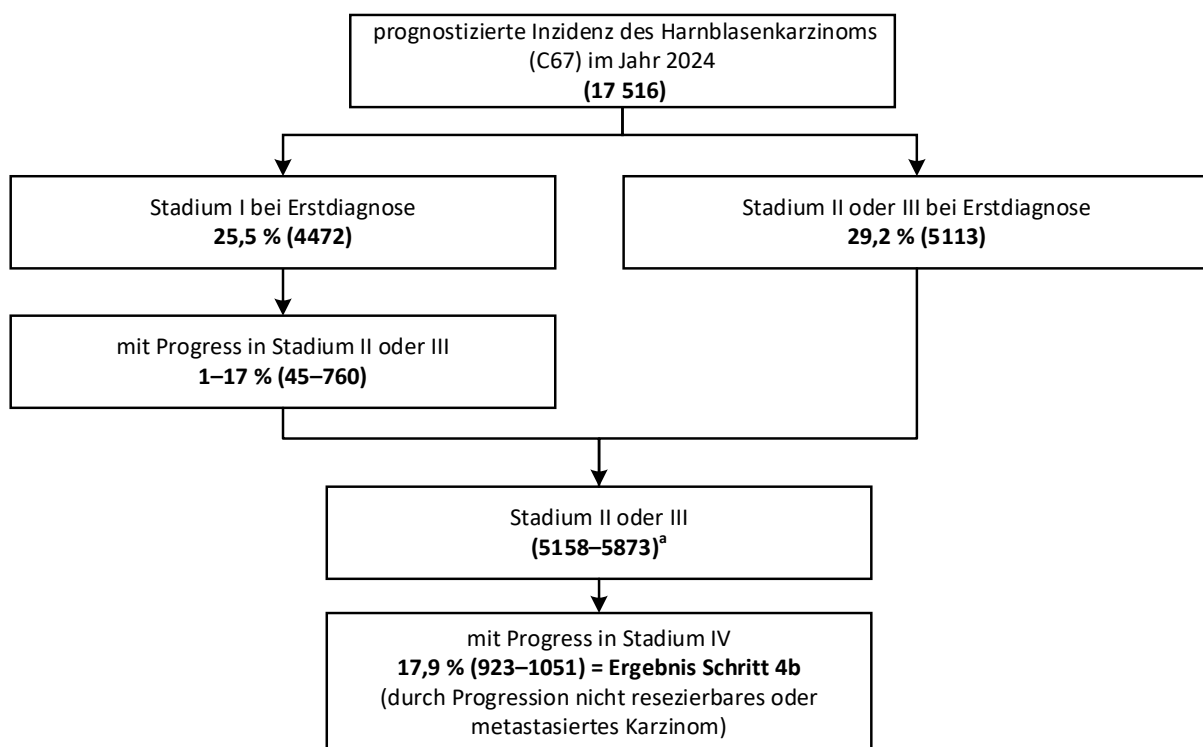 prognostizierte Inzidenz des Harnblasenkarzinoms
(C67) im Jahr 2024
(17 516)
Stadium I bei Erstdiagnose
25,5 % (4472)
Stadium II oder III bei Erstdiagnose
29,2 % (5113)
mit Progress in Stadium II oder III
1–17 % (45–760)
Stadium II oder III
(5158–5873)ª
mit Progress in Stadium IV
17,9 % (923–1051) = Ergebnis Schritt 4b
(durch Progression nicht resezierbares oder
metastasiertes Karzinom)